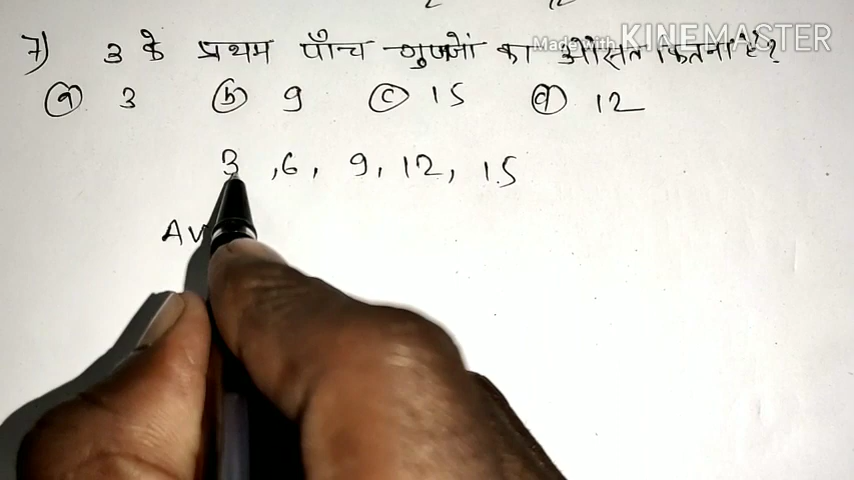 7) 3 के प्रथम पाँच गुणजों का औसत कितना है?
Made with KINEMASTER
(a) 3 (b) 9 (c) 15 (d) 12
3, 6, 9, 12, 15
Av